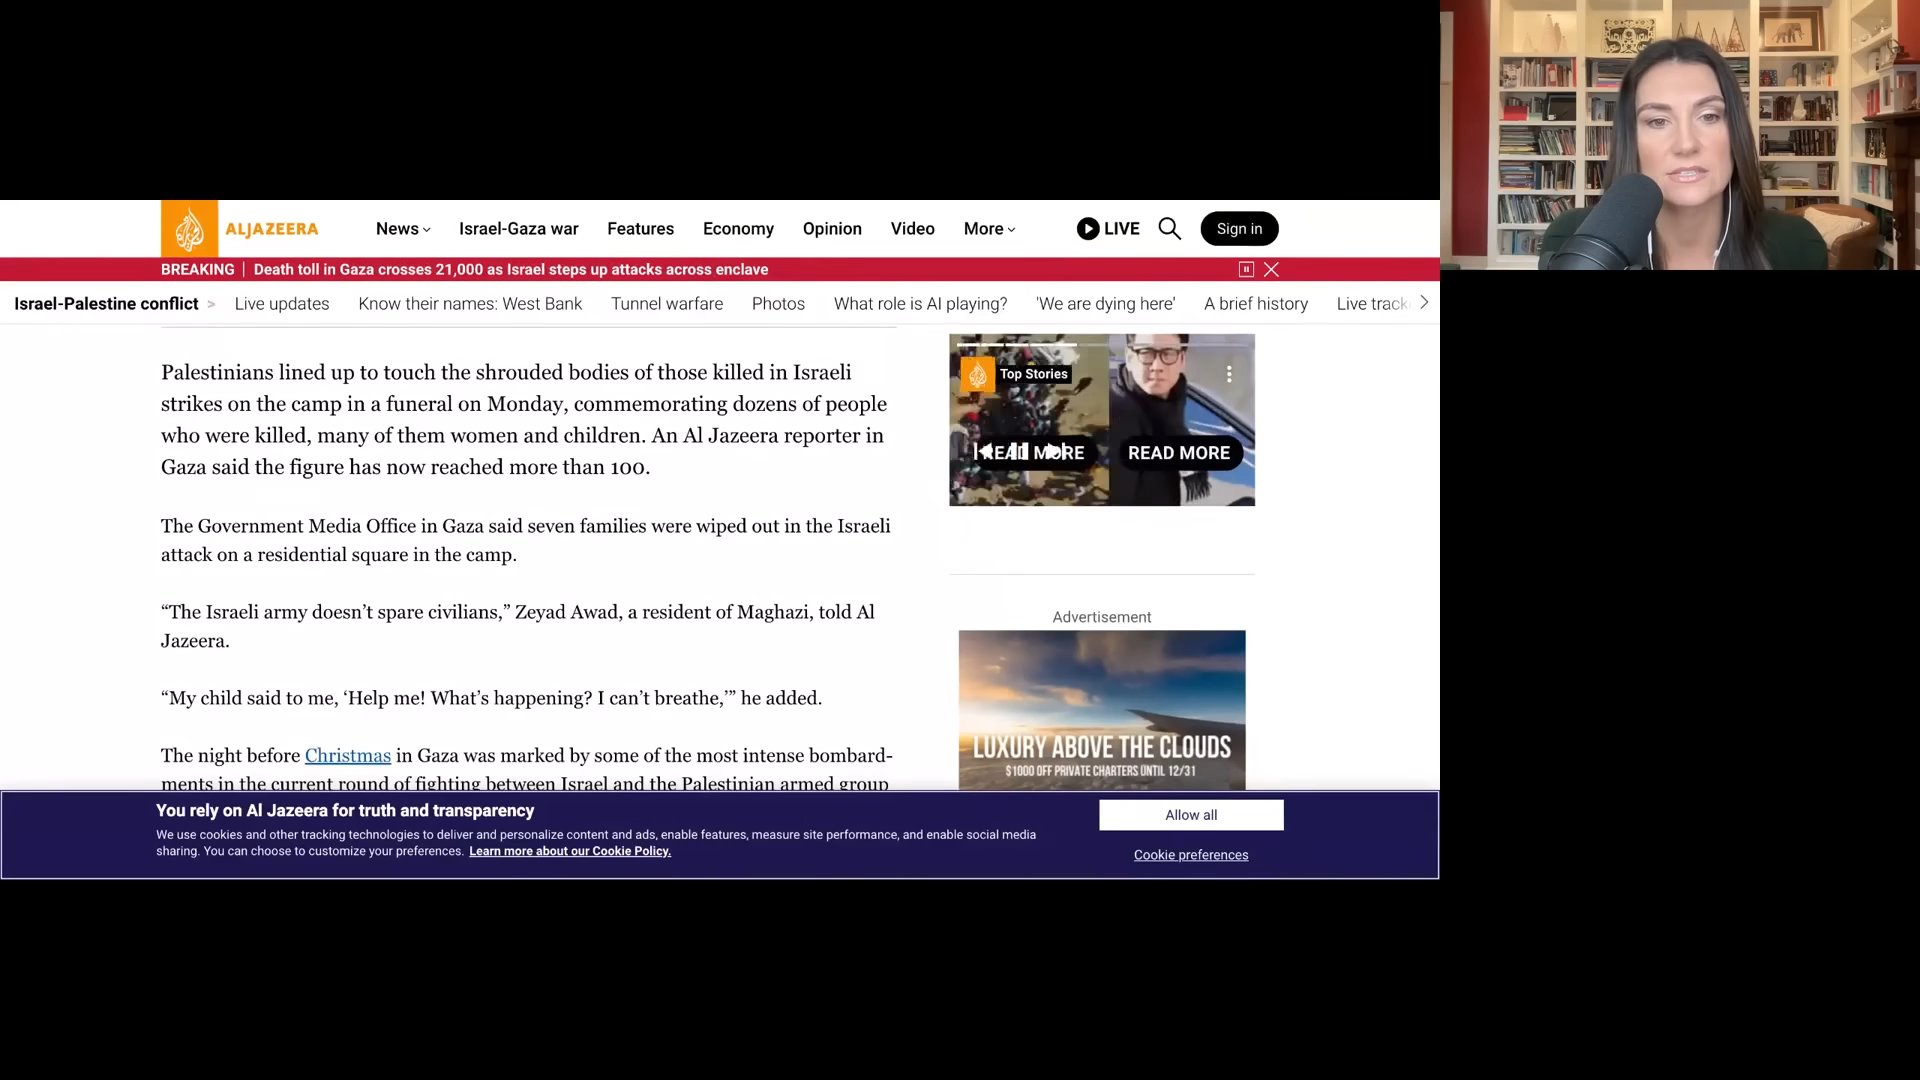 ALJAZEERA
News
Israel-Gaza war
Features
Economy
Opinion
Video
More
LIVE
Sign in
BREAKING | Death toll in Gaza crosses 21,000 as Israel steps up attacks across enclave
Israel-Palestine conflict > Live updates Know their names: West Bank Tunnel warfare Photos What role is AI playing? 'We are dying here' A brief history Live track
Palestinians lined up to touch the shrouded bodies of those killed in Israeli
strikes on the camp in a funeral on Monday, commemorating dozens of people
who were killed, many of them women and children. An Al Jazeera reporter in
Gaza said the figure has now reached more than 100.
The Government Media Office in Gaza said seven families were wiped out in the Israeli
attack on a residential square in the camp.
“The Israeli army doesn’t spare civilians,” Zeyad Awad, a resident of Maghazi, told Al
Jazeera.
“My child said to me, ‘Help me! What’s happening? I can’t breathe,’” he added.
The night before Christmas in Gaza was marked by some of the most intense bombard-
ments in the current round of fighting between Israel and the Palestinian armed group
Top Stories
READ MORE
READ MORE
Advertisement
LUXURY ABOVE THE CLOUDS
$1000 OFF PRIVATE CHARTERS UNTIL 12/31
You rely on Al Jazeera for truth and transparency
We use cookies and other tracking technologies to deliver and personalize content and ads, enable features, measure site performance, and enable social media
sharing. You can choose to customize your preferences. Learn more about our Cookie Policy.
Allow all
Cookie preferences